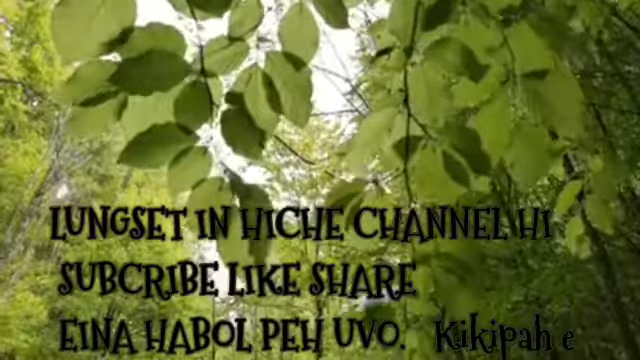 LUNGSET IN HICHE CHANNEL HI
SUBCRIBE LIKE SHARE
EINA HABOL PEH UVO. Kikipah e